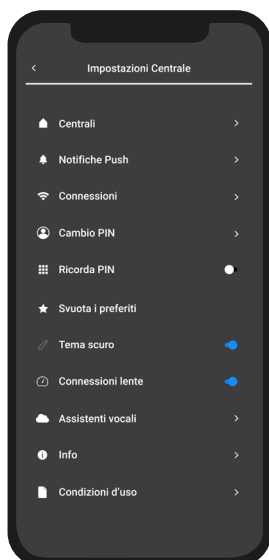 Impostazioni Centrale
Centrali
Notifiche Push
Connessioni
Cambio PIN
Ricorda PIN
Svuota i preferiti
Tema scuro
Connessioni lente
Assistenti vocali
Info
Condizioni d'uso